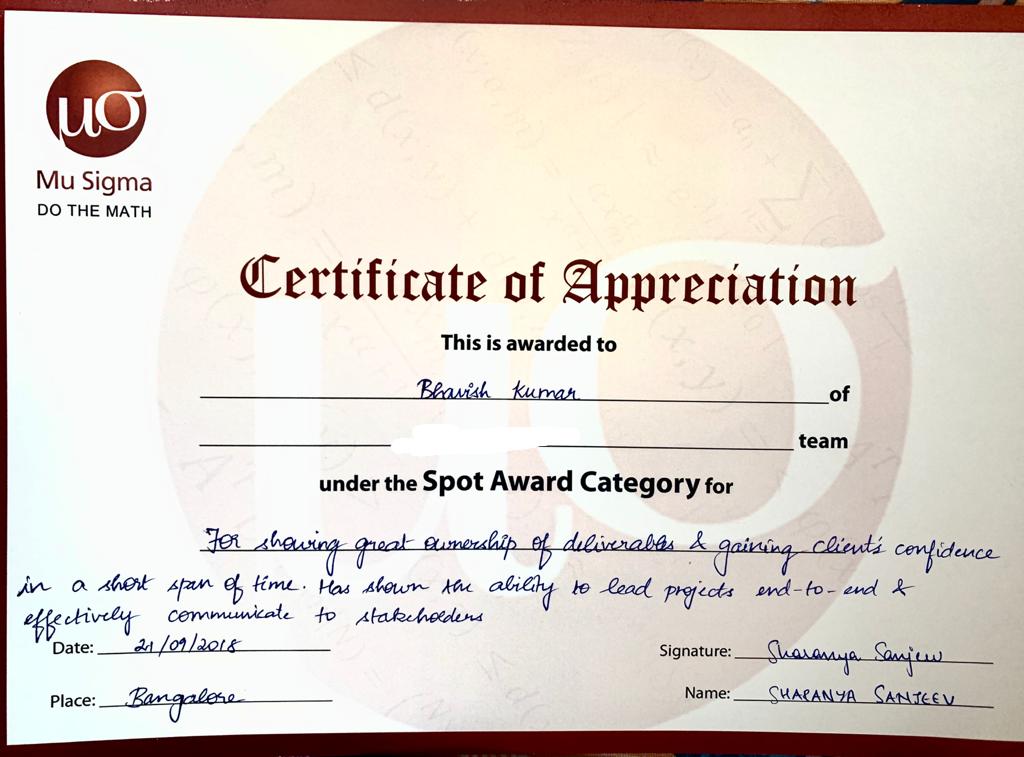 μσ
Mu Sigma
DO THE MATH
Certificate of Appreciation
This is awarded to
Bhavish Kumar of
team
under the Spot Award Category for
For showing great ownership of deliverables & gaining client's confidence
in a short span of time. Has shown the ability to lead projects end-to-end &
effectively communicate to stakeholders
Date: 21/09/2018
Signature: Sharanya Sanjeev
Place: Bangalore
Name: SHARANYA SANJEEV